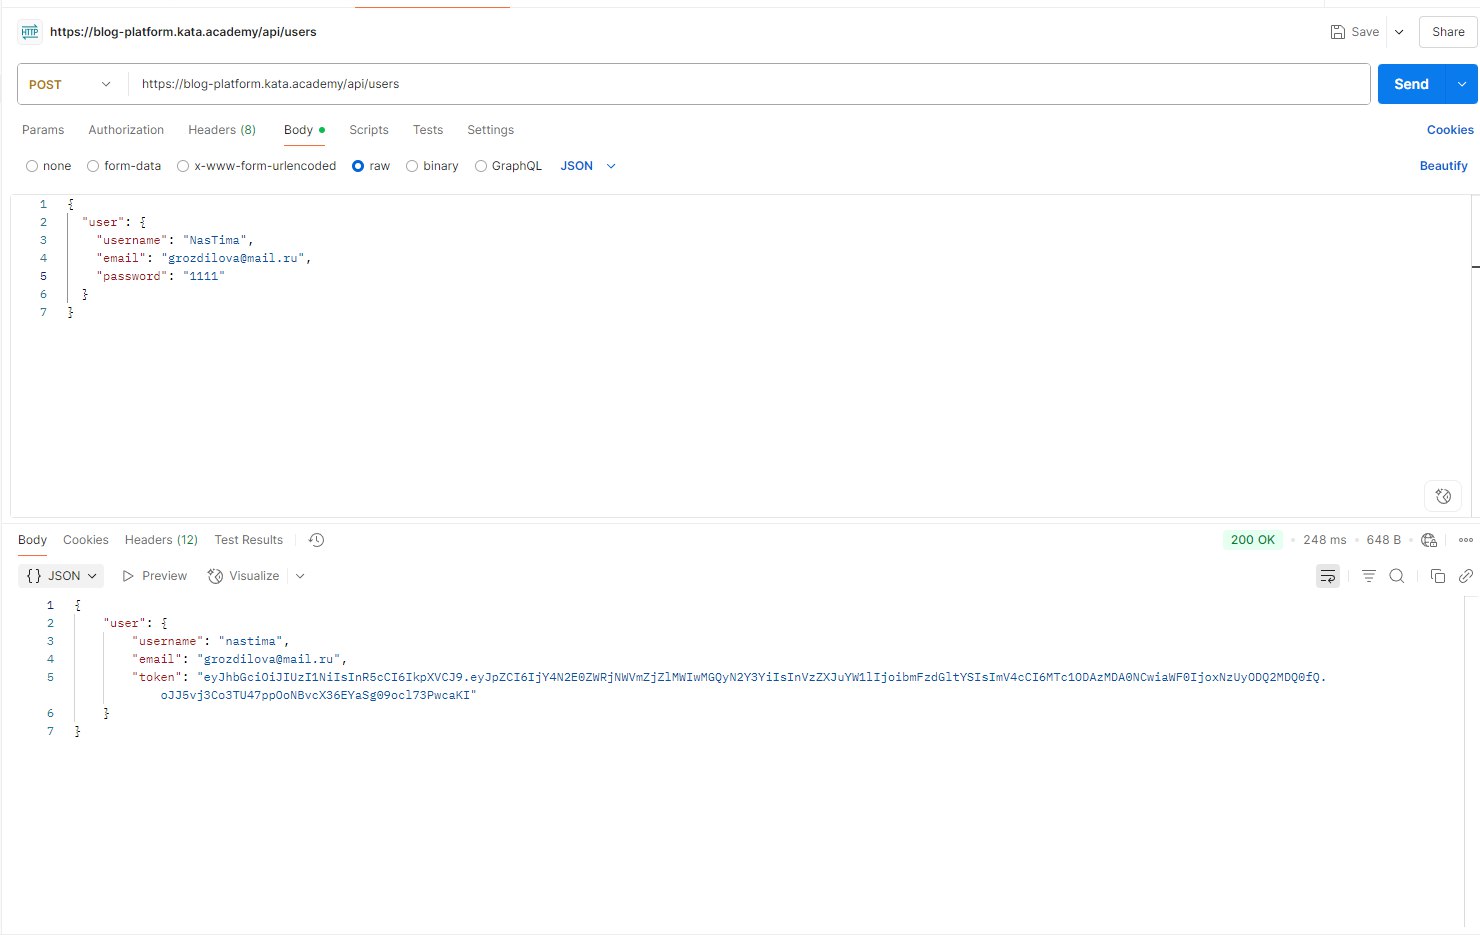 HTTP https://blog-platform.kata.academy/api/users Save Share
POST https://blog-platform.kata.academy/api/users Send
Params Authorization Headers (8) Body Scripts Tests Settings Cookies
none form-data x-www-form-urlencoded raw binary GraphQL JSON Beautify
1 {
2 "user": {
3 "username": "NasTima",
4 "email": "grozdilova@mail.ru",
5 "password": "1111"
6 }
7 }
Body Cookies Headers (12) Test Results 200 OK • 248 ms • 648 B
{} JSON Preview Visualize
1 {
2 "user": {
3 "username": "nastima",
4 "email": "grozdilova@mail.ru",
5 "token": "eyJhbGciOiJIUzI1NiIsInR5cCI6IkpXVCJ9.eyJpZCI6IjY4N2E0ZWRjNWVmZjZlMWIwMGQyN2Y3YiIsInVzZXJuYW1lIjoibmFzdGltYSIsImV4cCI6MTc1ODAzMDA0NCwiaWF0IjoxNzUyODQ2MDQ0fQ.
oJJ5vj3Co3TU47ppOoNBvcX36EYaSg09ocl73PwcaKI"
6 }
7 }